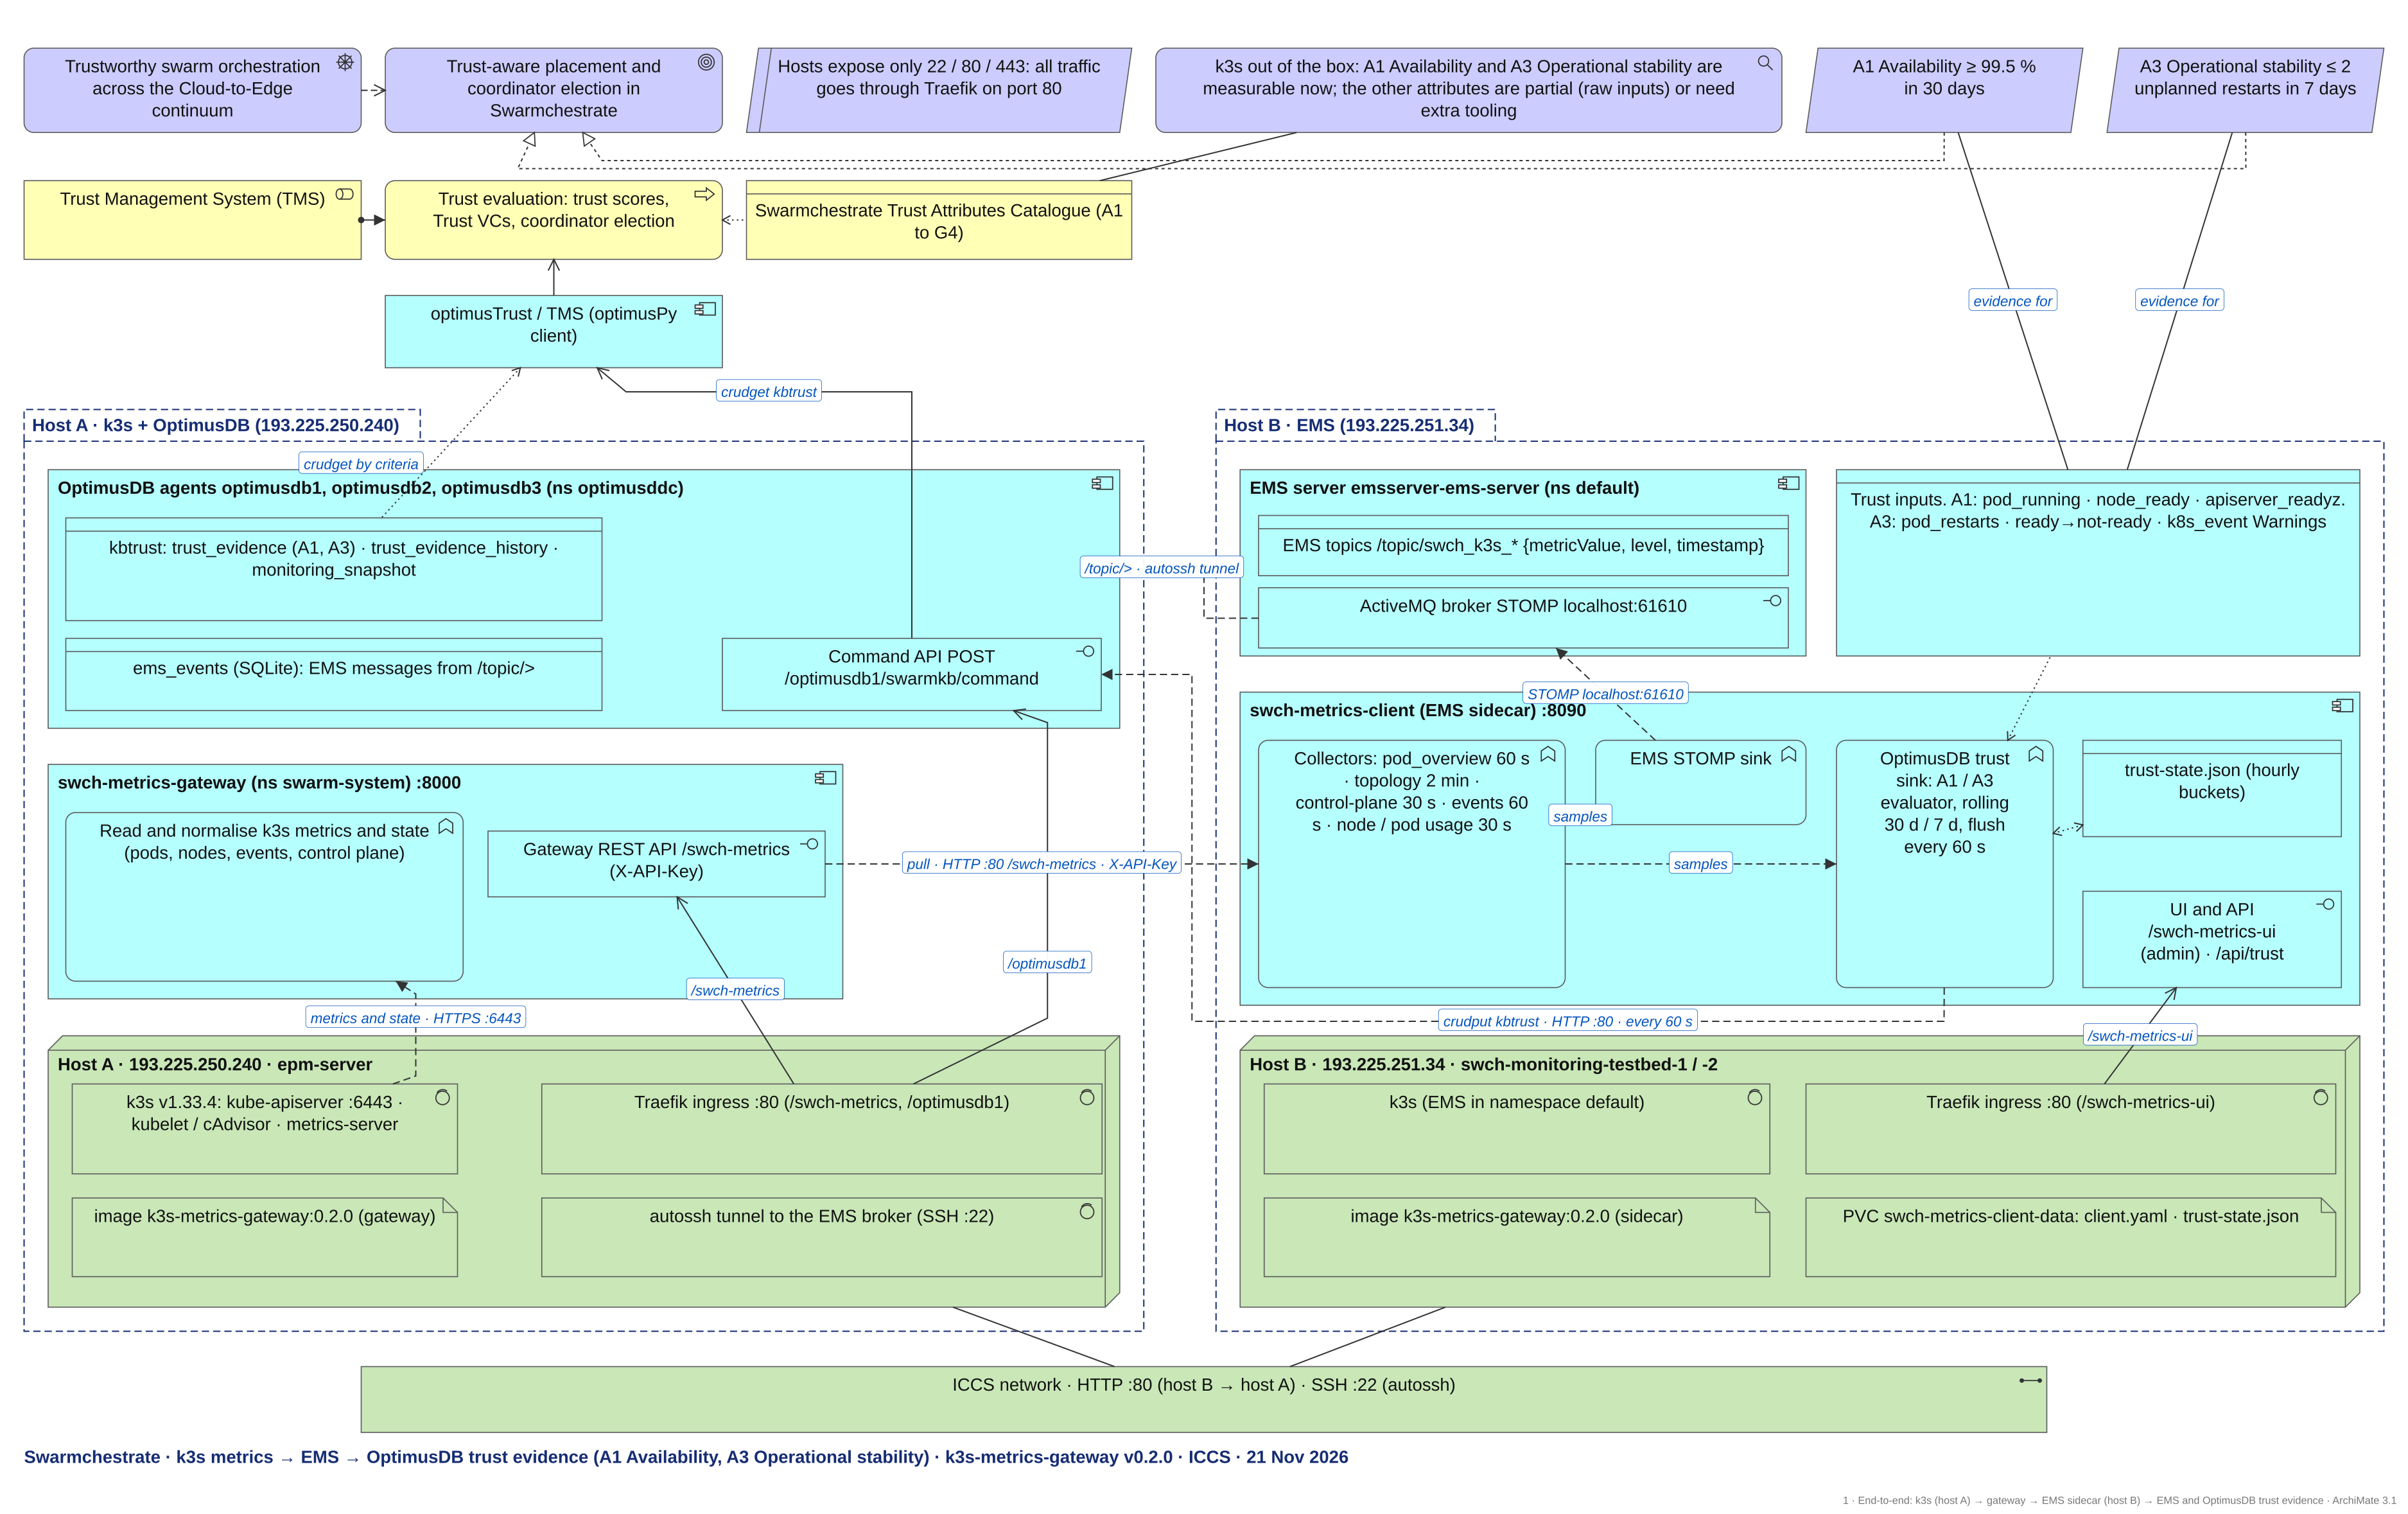 Trustworthy swarm orchestration
across the Cloud-to-Edge
continuum
Trust-aware placement and
coordinator election in
Swarmchestrate
Hosts expose only 22 / 80 / 443: all traffic
goes through Traefik on port 80
k3s out of the box: A1 Availability and A3 Operational stability are
measurable now; the other attributes are partial (raw inputs) or need
extra tooling
A1 Availability ≥ 99.5 %
in 30 days
A3 Operational stability ≤ 2
unplanned restarts in 7 days
Trust Management System (TMS)
Trust evaluation: trust scores,
Trust VCs, coordinator election
Swarmchestrate Trust Attributes Catalogue (A1
to G4)
evidence for
evidence for
optimusTrust / TMS (optimusPy
client)
crudget kbtrust
Host A · k3s + OptimusDB (193.225.250.240)
crudget by criteria
OptimusDB agents optimusdb1, optimusdb2, optimusdb3 (ns optimusddc)
kbtrust: trust_evidence (A1, A3) · trust_evidence_history ·
monitoring_snapshot
ems_events (SQLite): EMS messages from /topic/>
Command API POST
/optimusdb1/swarmkb/command
/topic/> · autossh tunnel
Host B · EMS (193.225.251.34)
EMS server emsserver-ems-server (ns default)
EMS topics /topic/swch_k3s_* {metricValue, level, timestamp}
ActiveMQ broker STOMP localhost:61610
Trust inputs. A1: pod_running · node_ready · apiserver_readyz.
A3: pod_restarts · ready→not-ready · k8s_event Warnings
STOMP localhost:61610
swch-metrics-client (EMS sidecar) :8090
Collectors: pod_overview 60 s
· topology 2 min ·
control-plane 30 s · events 60
s · node / pod usage 30 s
EMS STOMP sink
samples
samples
OptimusDB trust
sink: A1 / A3
evaluator, rolling
30 d / 7 d, flush
every 60 s
trust-state.json (hourly
buckets)
UI and API
/swch-metrics-ui
(admin) · /api/trust
swch-metrics-gateway (ns swarm-system) :8000
Read and normalise k3s metrics and state
(pods, nodes, events, control plane)
Gateway REST API /swch-metrics
(X-API-Key)
pull · HTTP :80 /swch-metrics · X-API-Key
/optimusdb1
/swch-metrics
metrics and state · HTTPS :6443
crudput kbtrust · HTTP :80 · every 60 s
/swch-metrics-ui
Host A · 193.225.250.240 · epm-server
k3s v1.33.4: kube-apiserver :6443 ·
kubelet / cAdvisor · metrics-server
Traefik ingress :80 (/swch-metrics, /optimusdb1)
image k3s-metrics-gateway:0.2.0 (gateway)
autossh tunnel to the EMS broker (SSH :22)
Host B · 193.225.251.34 · swch-monitoring-testbed-1 / -2
k3s (EMS in namespace default)
Traefik ingress :80 (/swch-metrics-ui)
image k3s-metrics-gateway:0.2.0 (sidecar)
PVC swch-metrics-client-data: client.yaml · trust-state.json
ICCS network · HTTP :80 (host B → host A) · SSH :22 (autossh)
Swarmchestrate · k3s metrics → EMS → OptimusDB trust evidence (A1 Availability, A3 Operational stability) · k3s-metrics-gateway v0.2.0 · ICCS · 21 Nov 2026
1 · End-to-end: k3s (host A) → gateway → EMS sidecar (host B) → EMS and OptimusDB trust evidence · ArchiMate 3.1